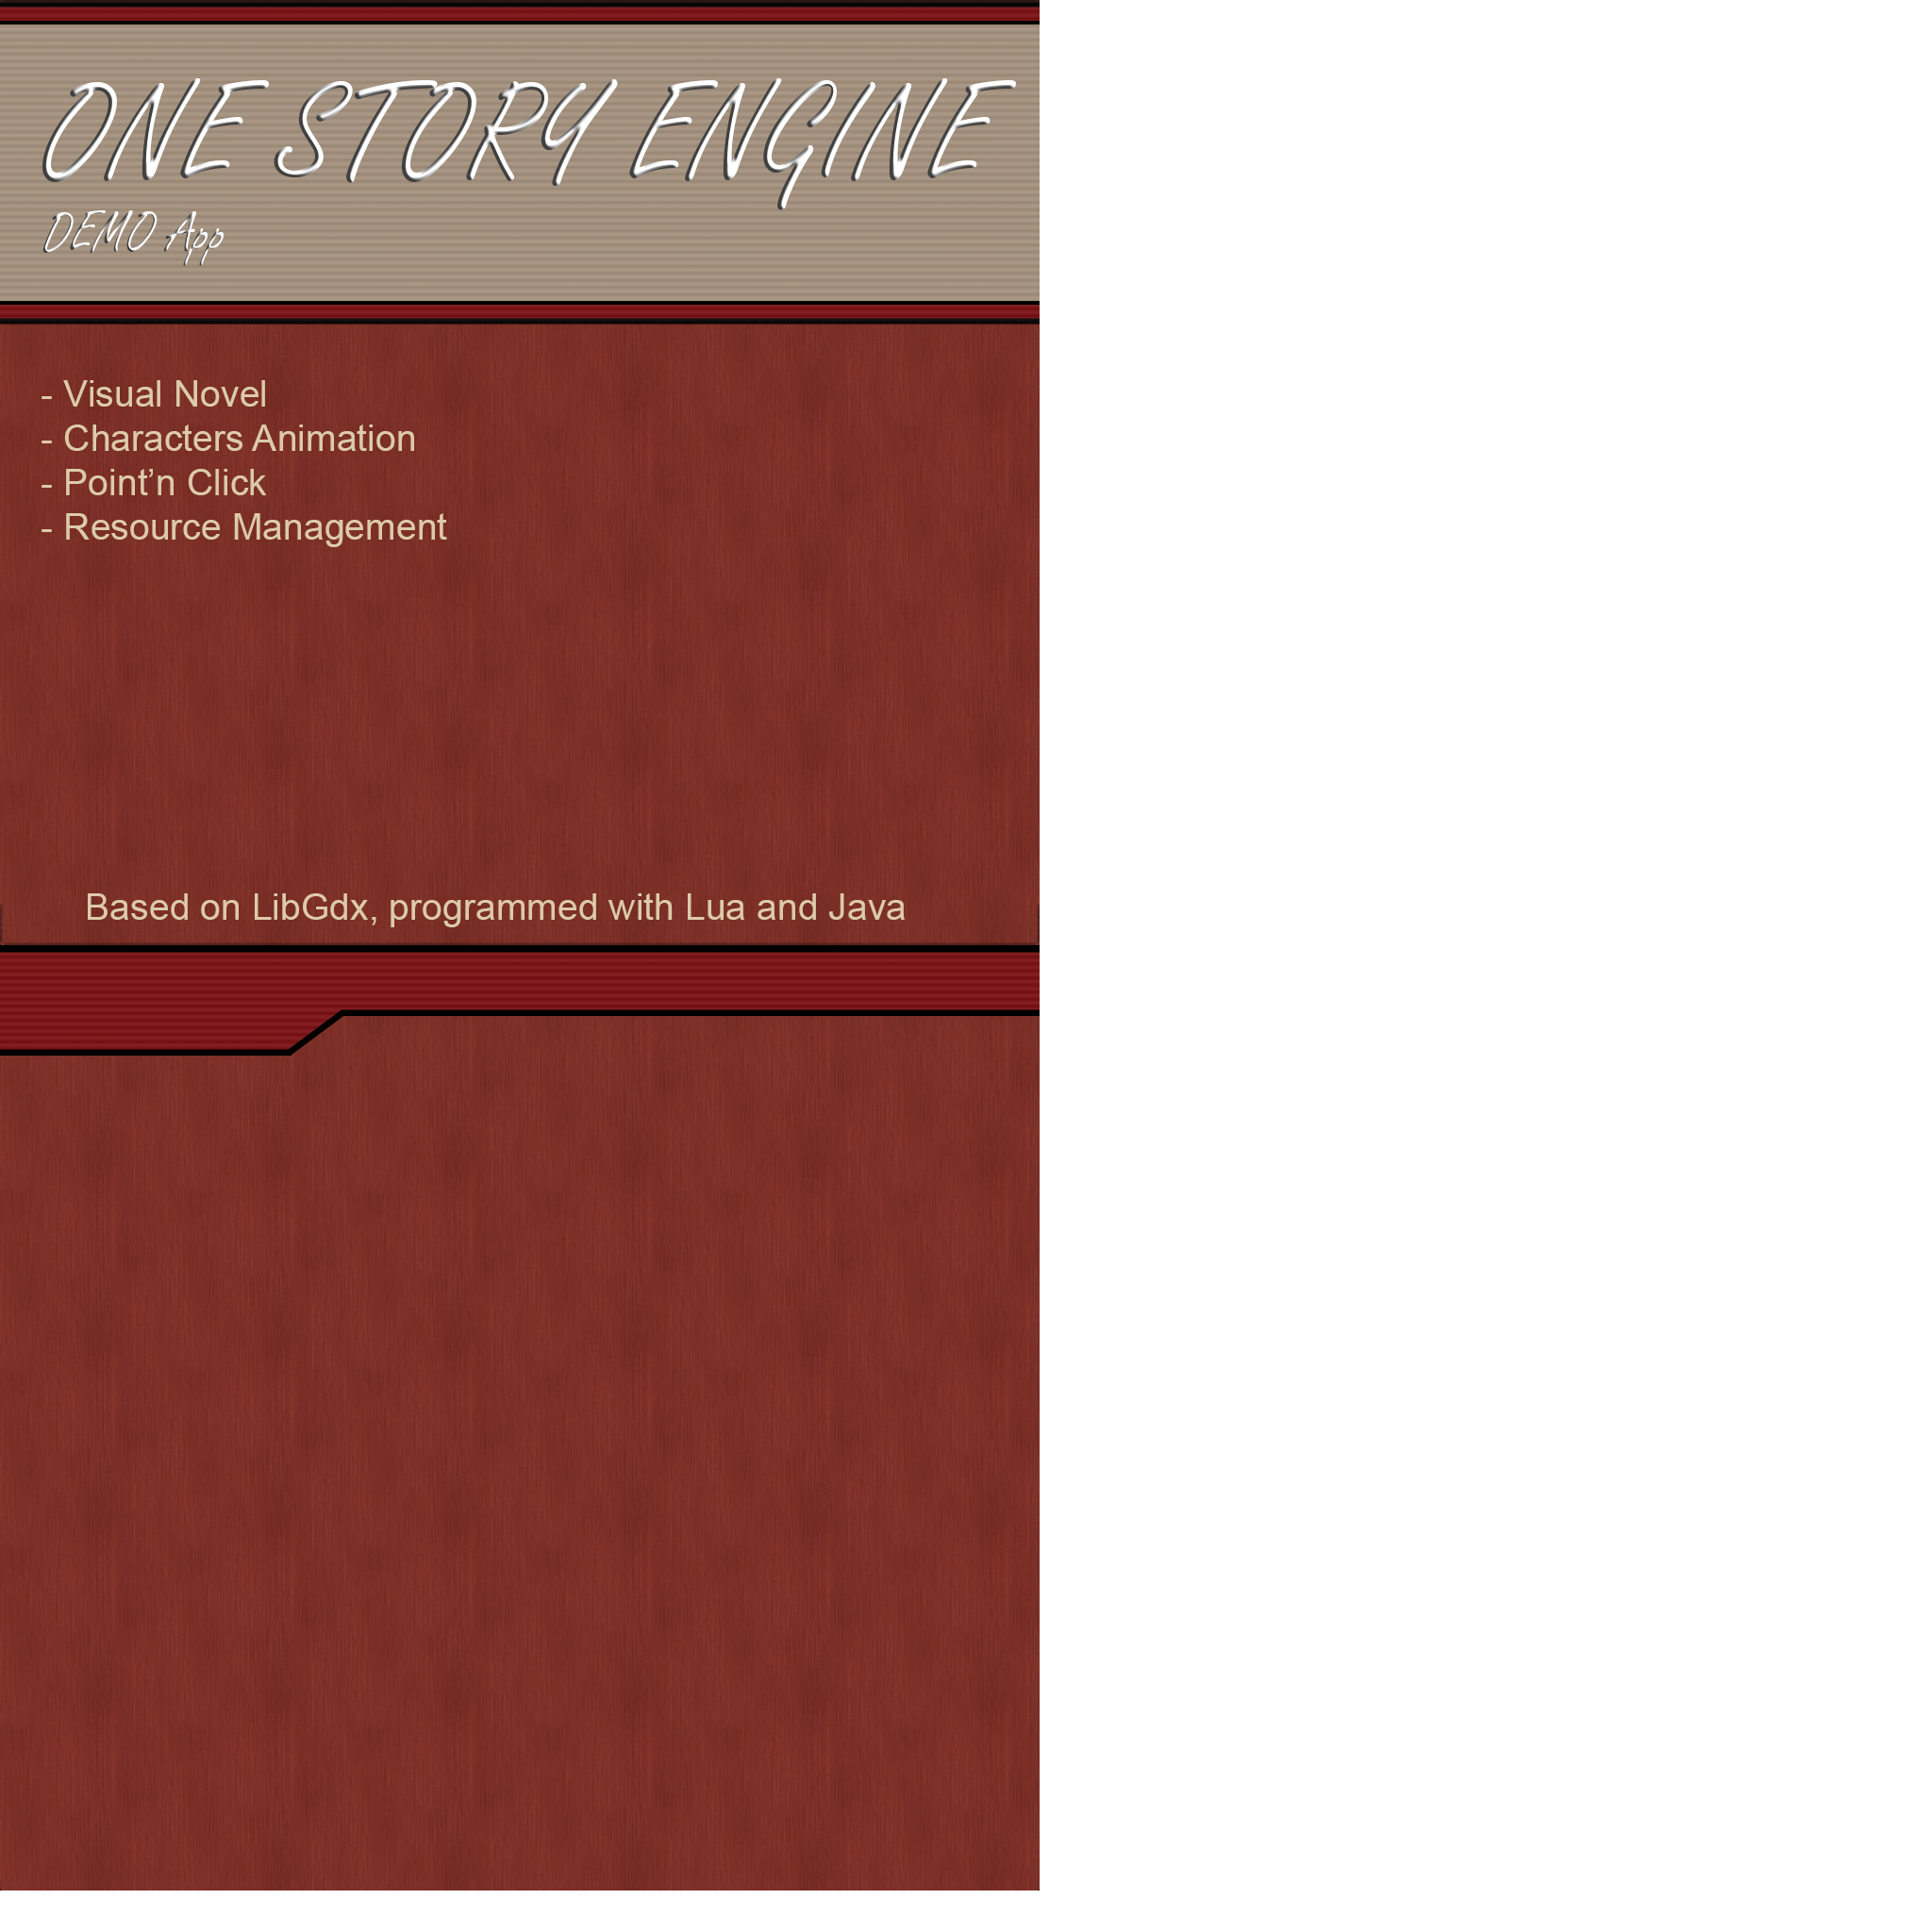 ONE STORY ENGINE
DEMO App
- Visual Novel
- Characters Animation
- Point’n Click
- Resource Management
Based on LibGdx, programmed with Lua and Java